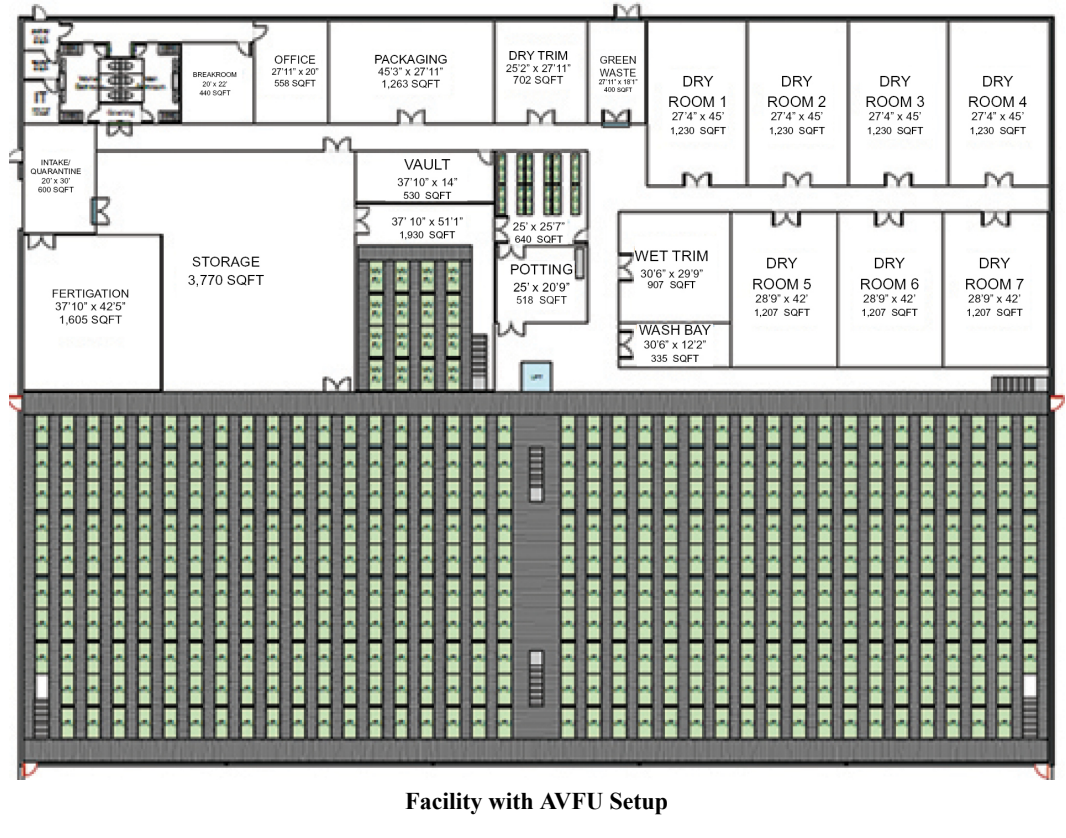 OFFICE
27'11" x 20"
558 SQFT
BREAKROOM
20' x 22'
440 SQFT
PACKAGING
45'3" x 27'11"
1,263 SQFT
DRY TRIM
25'2" x 27'11"
702 SQFT
GREEN
WASTE
27'11" x 18'1"
400 SQFT
DRY
ROOM 1
27'4" x 45'
1,230 SQFT
DRY
ROOM 2
27'4" x 45'
1,230 SQFT
DRY
ROOM 3
27'4" x 45'
1,230 SQFT
DRY
ROOM 4
27'4" x 45'
1,230 SQFT
IT
INTAKE/
QUARANTINE
20' x 30'
600 SQFT
VAULT
37'10" x 14"
530 SQFT
37' 10" x 51'1"
1,930 SQFT
25' x 25'7"
640 SQFT
STORAGE
3,770 SQFT
POTTING
25' x 20'9"
518 SQFT
WET TRIM
30'6" x 29'9"
907 SQFT
DRY
ROOM 5
28'9" x 42'
1,207 SQFT
DRY
ROOM 6
28'9" x 42'
1,207 SQFT
DRY
ROOM 7
28'9" x 42'
1,207 SQFT
FERTIGATION
37'10" x 42'5"
1,605 SQFT
WASH BAY
30'6" x 12'2"
335 SQFT
LIFT
Facility with AVFU Setup